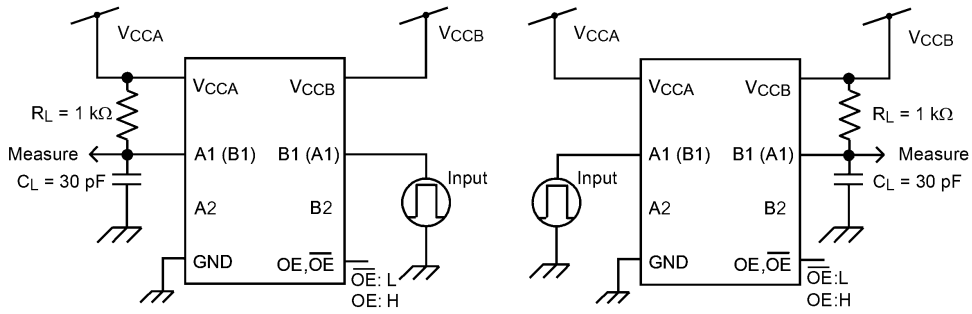 VCCA
VCCB
VCCA
VCCB
RL = 1 kΩ
A1 (B1)
B1 (A1)
Measure
CL = 30 pF
Input
A2
B2
GND
OE, OE
OE: L
OE: H
VCCA
VCCB
VCCA
VCCB
RL = 1 kΩ
A1 (B1)
B1 (A1)
Measure
CL = 30 pF
Input
A2
B2
GND
OE, OE
OE:L
OE:H